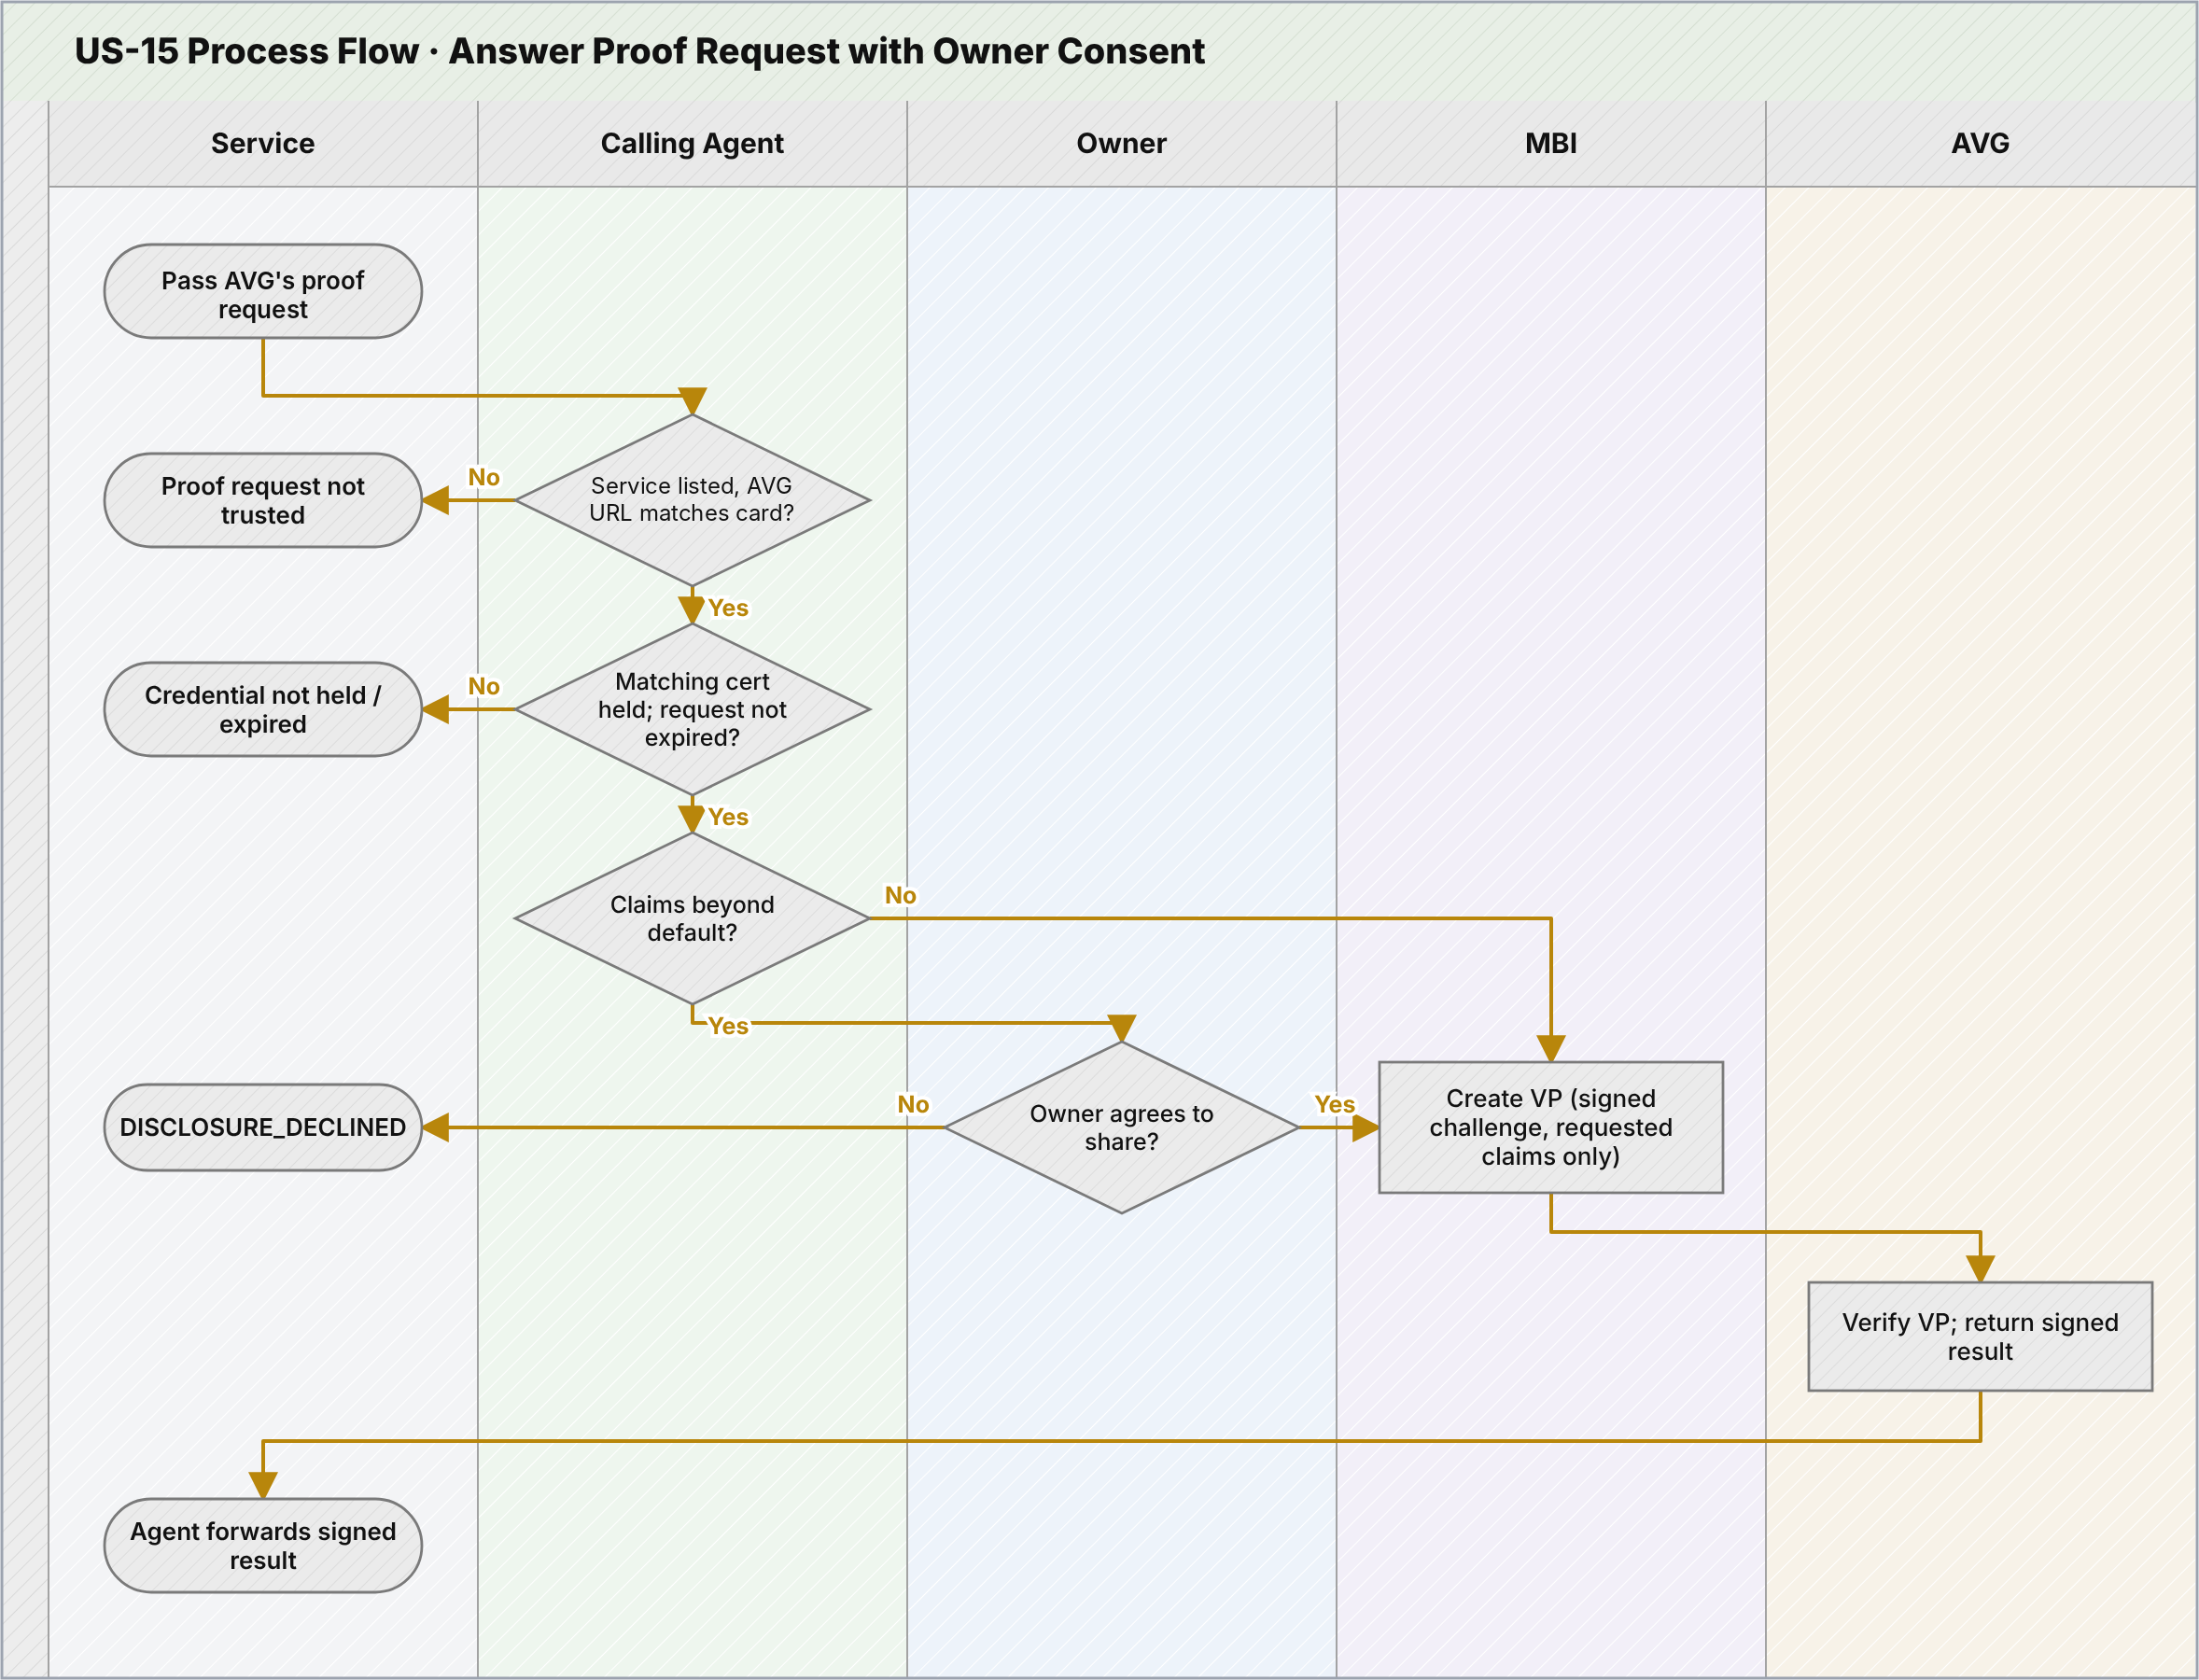 US-15 Process Flow · Answer Proof Request with Owner Consent
Service
Calling Agent
Owner
MBI
AVG
Pass AVG's proof
request
Service listed, AVG
URL matches card?
No
Proof request not
trusted
Yes
Matching cert
held; request not
expired?
No
Credential not held /
expired
Yes
Claims beyond
default?
No
Yes
Owner agrees to
share?
No
DISCLOSURE_DECLINED
Yes
Create VP (signed
challenge, requested
claims only)
Verify VP; return signed
result
Agent forwards signed
result